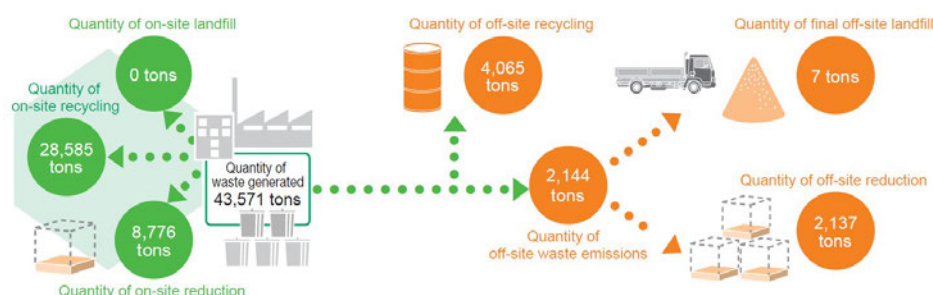 Quantity of on-site landfill
0 tons
Quantity of
on-site recycling
28,585
tons
8,776
tons
Quantity of on-site reduction
Quantity of
waste generated
43,571 tons
Quantity of off-site recycling
4,065
tons
2,144
tons
Quantity of
off-site waste emissions
Quantity of final off-site landfill
7 tons
Quantity of off-site reduction
2,137
tons